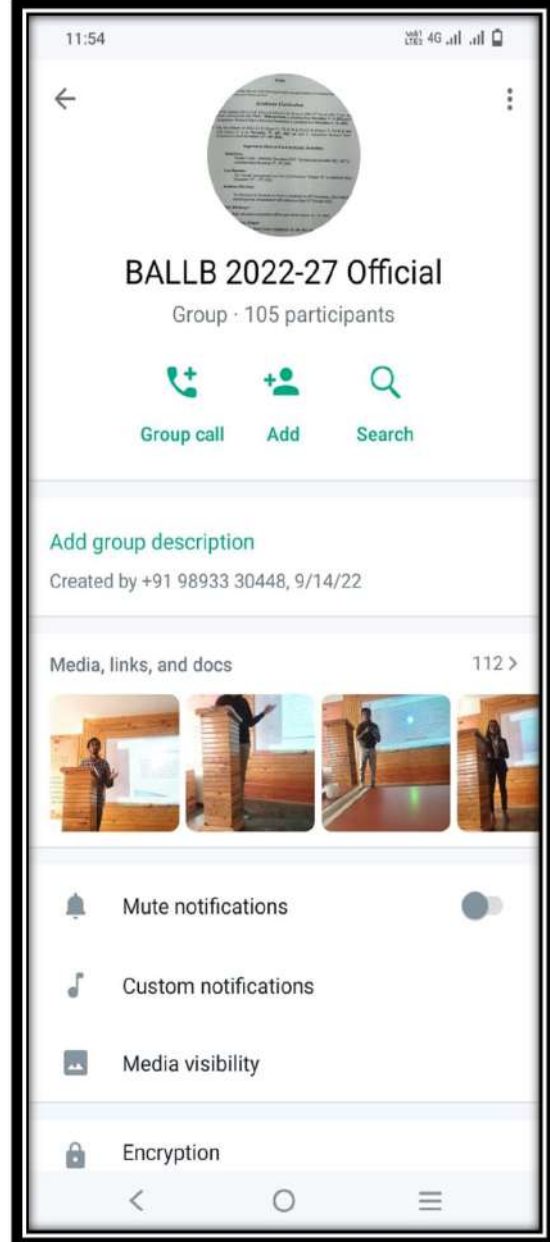 11:54
4G
BALLB 2022-27 Official
Group · 105 participants
Group call Add Search
Add group description
Created by +91 98933 30448, 9/14/22
Media, links, and docs 112 >
Mute notifications
Custom notifications
Media visibility
Encryption